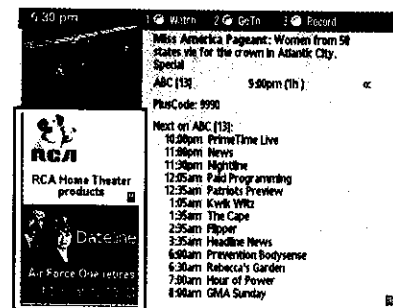 6:30 pm
1 Watch 2 GoTo 3 Record
Miss America Pageant: Women from 50
states vie for the crown in Atlantic City.
Special
ABC [13] 9:00pm (1h) <<
PlusCode: 9990
Next on ABC [13]:
10:00pm PrimeTime Live
11:00pm News
11:30pm Nightline
12:05am Paid Programming
12:35am Patriots Preview
1:05am Kwik Witz
1:35am The Cape
2:35am Flipper
3:35am Headline News
6:00am Prevention Bodysense
6:30am Rebecca's Garden
7:00am Hour of Power
8:00am GMA Sunday
RCA
RCA Home Theater
products
Dateline
Air Force One retires